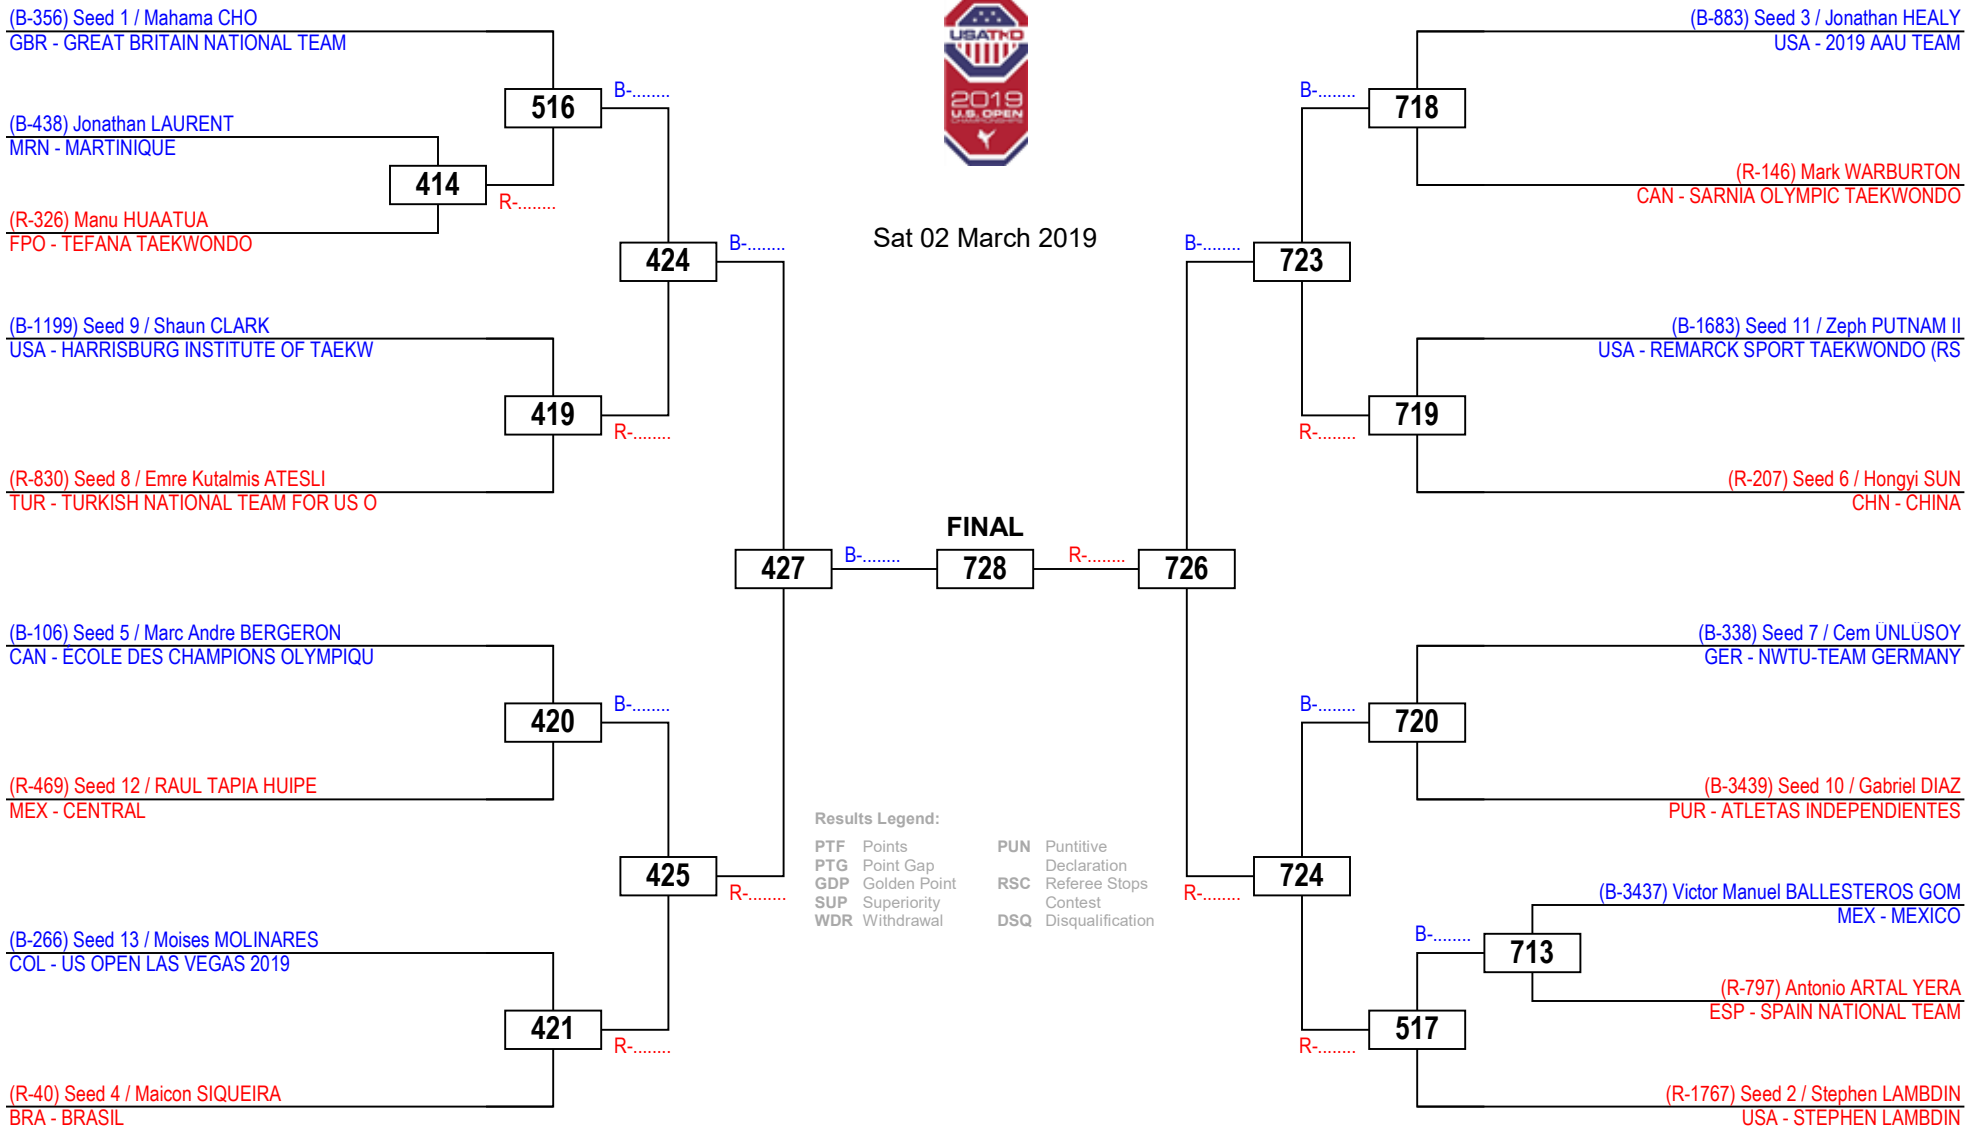 (B-356) Seed 1 / Mahama CHO
GBR - GREAT BRITAIN NATIONAL TEAM
516
B-........
(B-438) Jonathan LAURENT
MRN - MARTINIQUE
414
R-........
(R-326) Manu HUAATUA
FPO - TEFANA TAEKWONDO
424
B-........
(B-1199) Seed 9 / Shaun CLARK
USA - HARRISBURG INSTITUTE OF TAEKW
419
R-........
(R-830) Seed 8 / Emre Kutalmis ATESLI
TUR - TURKISH NATIONAL TEAM FOR US O
427
B-........
(B-106) Seed 5 / Marc Andre BERGERON
CAN - ÉCOLE DES CHAMPIONS OLYMPIQU
420
B-........
(R-469) Seed 12 / RAUL TAPIA HUIPE
MEX - CENTRAL
425
R-........
(B-266) Seed 13 / Moises MOLINARES
COL - US OPEN LAS VEGAS 2019
421
R-........
(R-40) Seed 4 / Maicon SIQUEIRA
BRA - BRASIL
USATKD
2019
U.S. OPEN
CHAMPIONSHIPS
Sat 02 March 2019
FINAL
728
Results Legend:
PTF Points
PTG Point Gap
GDP Golden Point
SUP Superiority
WDR Withdrawal
PUN Puntitive
Declaration
RSC Referee Stops
Contest
DSQ Disqualification
(B-883) Seed 3 / Jonathan HEALY
USA - 2019 AAU TEAM
B-........
718
(R-146) Mark WARBURTON
CAN - SARNIA OLYMPIC TAEKWONDO
B-........
723
(B-1683) Seed 11 / Zeph PUTNAM II
USA - REMARCK SPORT TAEKWONDO (RS
719
R-........
(R-207) Seed 6 / Hongyi SUN
CHN - CHINA
R-........
726
(B-338) Seed 7 / Cem ÜNLÜSOY
GER - NWTU-TEAM GERMANY
B-........
720
(B-3439) Seed 10 / Gabriel DIAZ
PUR - ATLETAS INDEPENDIENTES
724
R-........
(B-3437) Victor Manuel BALLESTEROS GOM
MEX - MEXICO
B-........
713
(R-797) Antonio ARTAL YERA
ESP - SPAIN NATIONAL TEAM
517
R-........
(R-1767) Seed 2 / Stephen LAMBDIN
USA - STEPHEN LAMBDIN